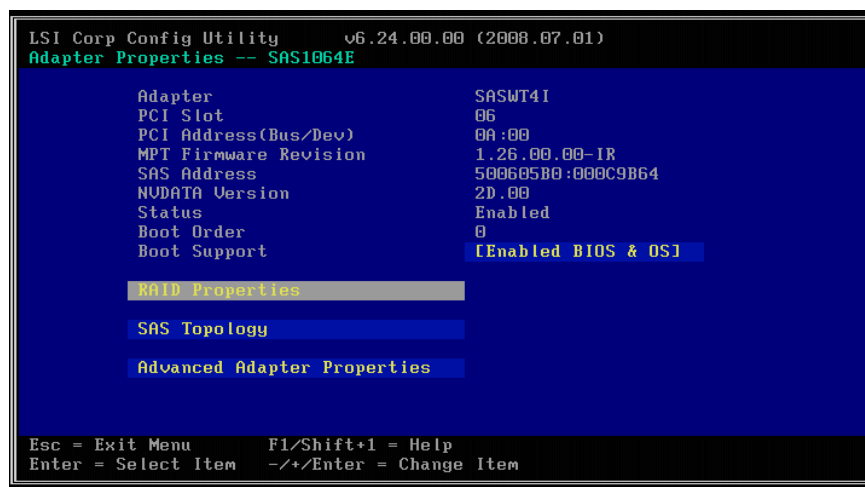 LSI Corp Config Utility v6.24.00.00 (2008.07.01)
Adapter Properties -- SAS1064E
Adapter SASWT4I
PCI Slot 06
PCI Address(Bus/Dev) 0A:00
MPT Firmware Revision 1.26.00.00-IR
SAS Address 500605B0:000C9B64
NVDATA Version 2D.00
Status Enabled
Boot Order 0
Boot Support [Enabled BIOS & OS]
RAID Properties
SAS Topology
Advanced Adapter Properties
Esc = Exit Menu F1/Shift+1 = Help
Enter = Select Item -/+/Enter = Change Item